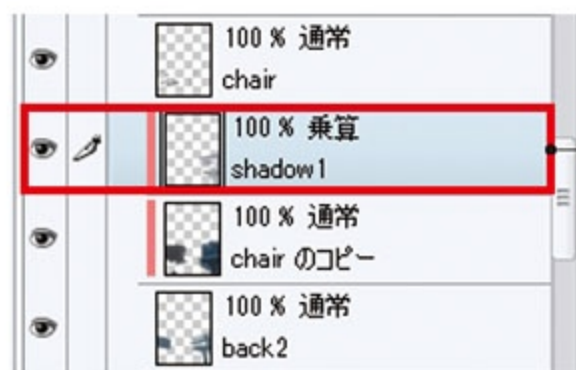 100 % 通常
chair
100 % 乗算
shadow1
100 % 通常
chair のコピー
100 % 通常
back2